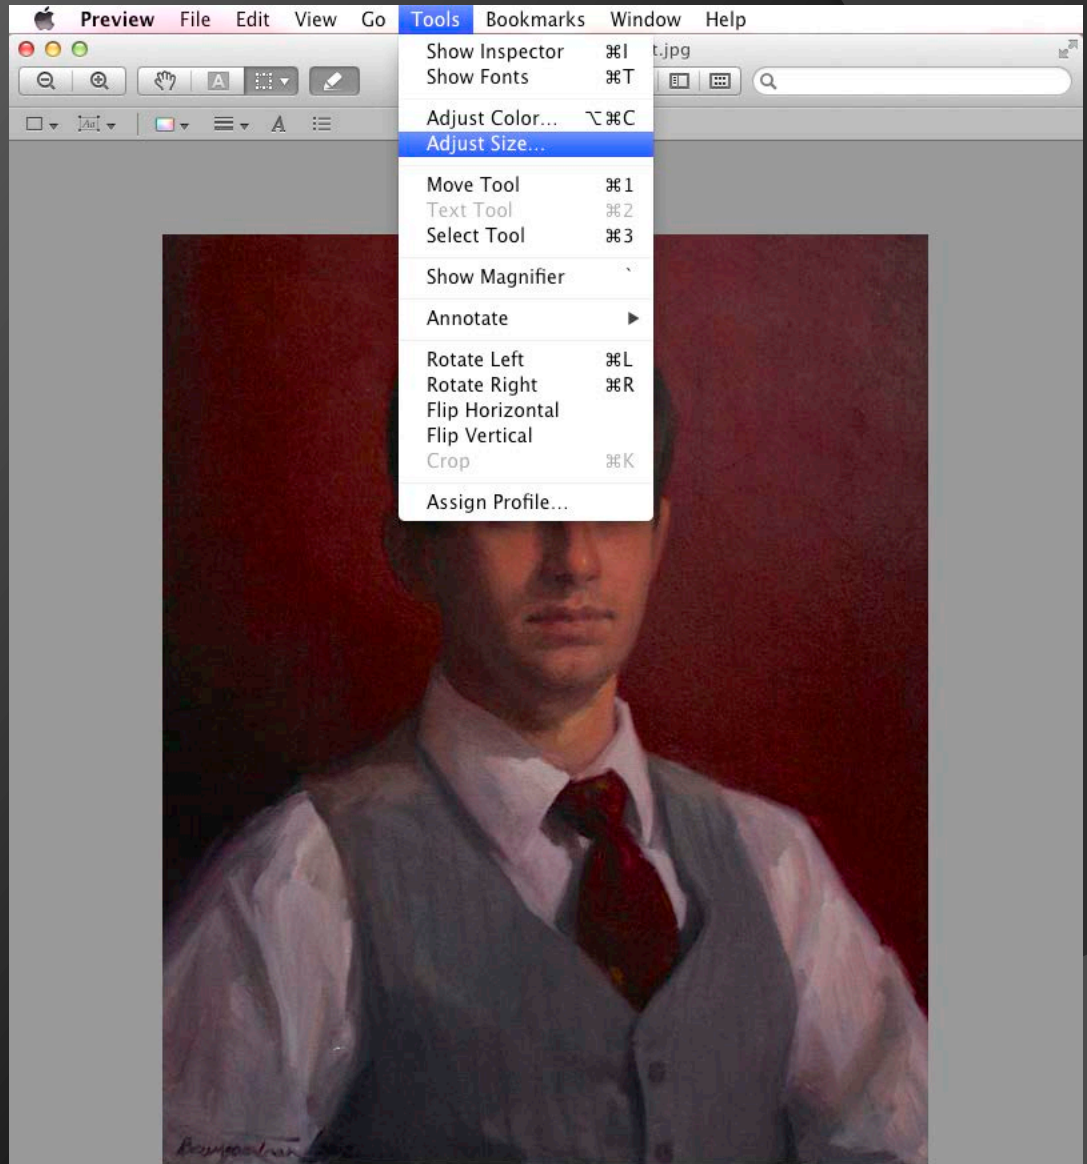 Preview File Edit View Go Tools Bookmarks Window Help
t.jpg
Show Inspector ⌘I
Show Fonts ⌘T
Adjust Color... ⌥⌘C
Adjust Size...
Move Tool ⌘1
Text Tool ⌘2
Select Tool ⌘3
Show Magnifier `
Annotate ▶
Rotate Left ⌘L
Rotate Right ⌘R
Flip Horizontal
Flip Vertical
Crop ⌘K
Assign Profile...